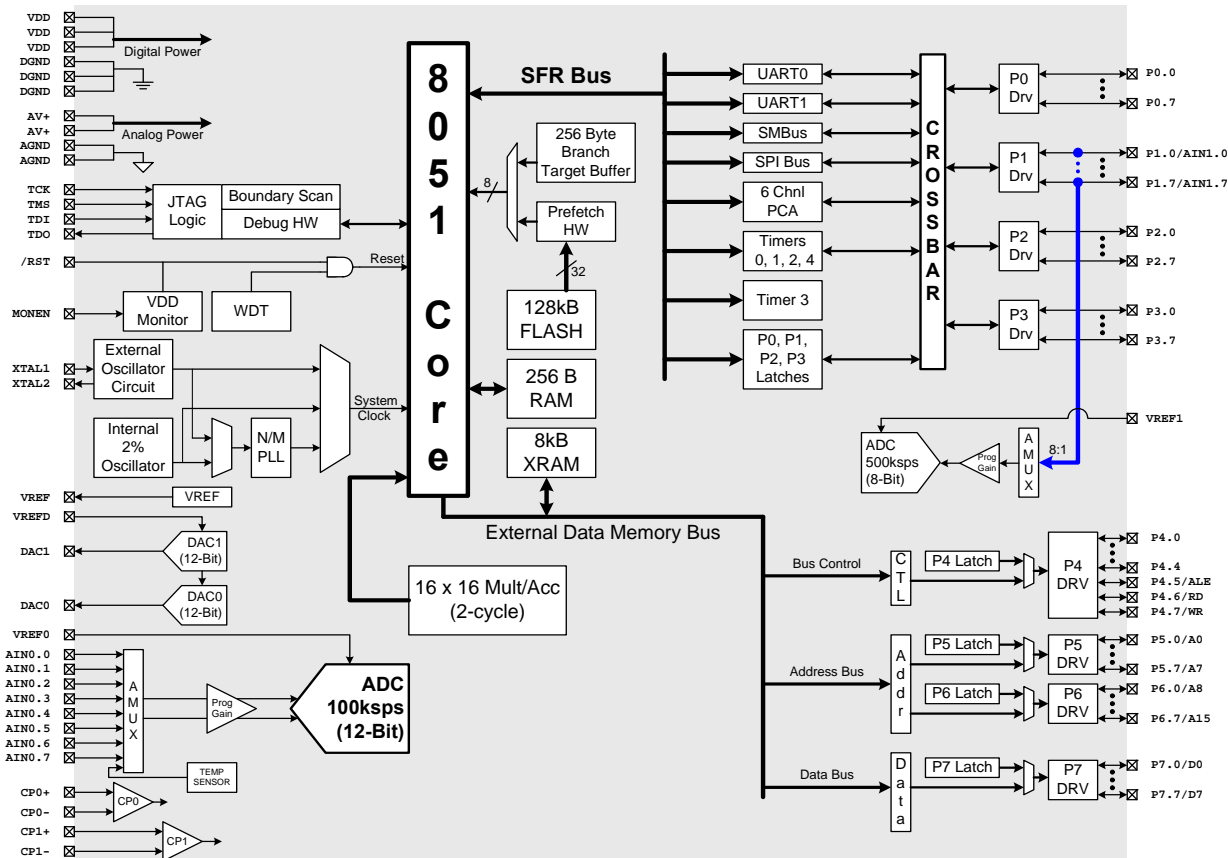 VDD
VDD
VDD
Digital Power
DGND
DGND
DGND
AV+
AV+
Analog Power
AGND
AGND
TCK
TMS
TDI
TDO
JTAG
Logic
Boundary Scan
Debug HW
/RST
Reset
MONEN
VDD
Monitor
WDT
XTAL1
XTAL2
External
Oscillator
Circuit
System
Clock
Internal
2%
Oscillator
N/M
PLL
VREF
VREF
VREFD
DAC1
DAC1
(12-Bit)
DAC0
DAC0
(12-Bit)
VREF0
AIN0.0
AIN0.1
AIN0.2
AIN0.3
AIN0.4
AIN0.5
AIN0.6
AIN0.7
AMUX
Prog
Gain
ADC
100ksps
(12-Bit)
TEMP
SENSOR
CP0+
CP0-
CP0
CP1+
CP1-
CP1
8051 Core
SFR Bus
8
256 Byte
Branch
Target Buffer
Prefetch
HW
32
128kB
FLASH
256 B
RAM
8kB
XRAM
External Data Memory Bus
16 x 16 Mult/Acc
(2-cycle)
UART0
UART1
SMBus
SPI Bus
6 Chnl
PCA
Timers
0, 1, 2, 4
Timer 3
P0, P1,
P2, P3
Latches
CROSSBAR
P0
Drv
P0.0
P0.7
P1
Drv
P1.0/AIN1.0
P1.7/AIN1.7
P2
Drv
P2.0
P2.7
P3
Drv
P3.0
P3.7
VREF1
ADC
500ksps
(8-Bit)
Prog
Gain
AMUX
8:1
Bus Control
CTL
P4 Latch
P4
DRV
P4.0
P4.4
P4.5/ALE
P4.6/RD
P4.7/WR
Address Bus
Addr
P5 Latch
P5
DRV
P5.0/A0
P5.7/A7
P6 Latch
P6
DRV
P6.0/A8
P6.7/A15
Data Bus
Data
P7 Latch
P7
DRV
P7.0/D0
P7.7/D7